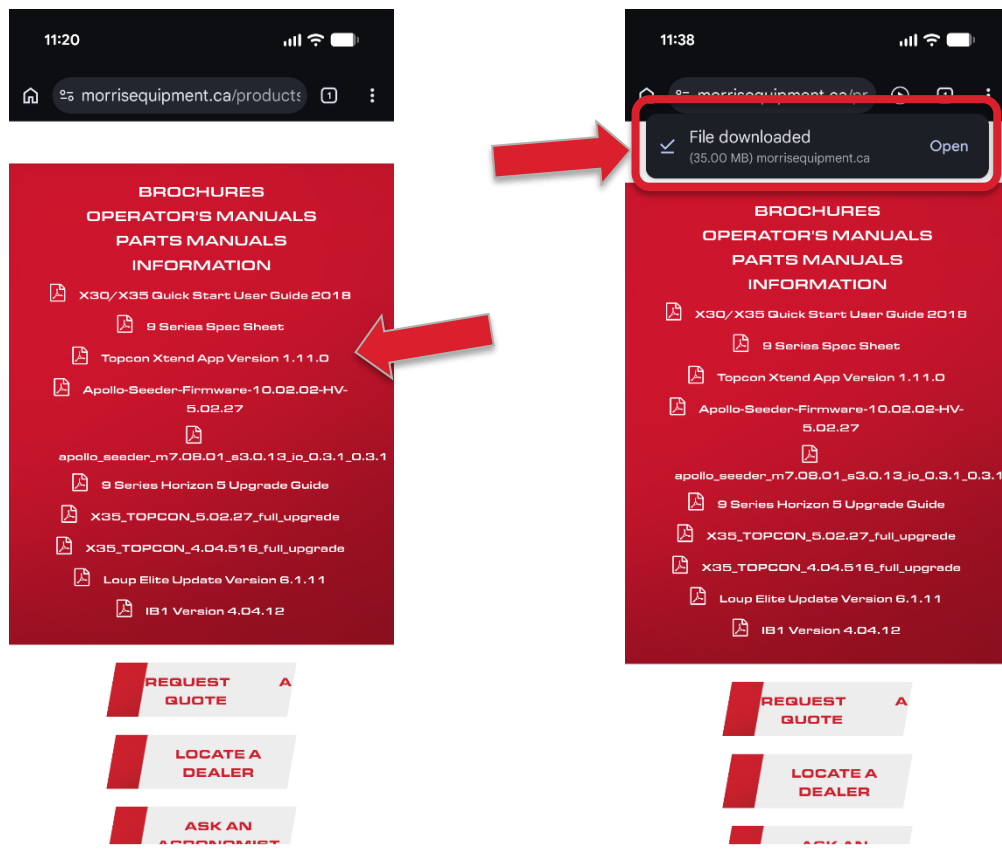 11:20
morrisequipment.ca/products
1
BROCHURES
OPERATOR'S MANUALS
PARTS MANUALS
INFORMATION
X30/X35 Quick Start User Guide 2018
9 Series Spec Sheet
Topcon Xtend App Version 1.11.0
Apollo-Seeder-Firmware-10.02.02-HV-
5.02.27
apollo_seeder_m7.08.01_s3.0.13_io_0.3.1_0.3.1
9 Series Horizon 5 Upgrade Guide
X35_TOPCON_5.02.27_full_upgrade
X35_TOPCON_4.04.516_full_upgrade
Loup Elite Update Version 6.1.11
IB1 Version 4.04.12
REQUEST A
QUOTE
LOCATE A
DEALER
ASK AN
AGRONOMIST
11:38
morrisequipment.ca/pr
File downloaded
Open
(35.00 MB) morrisequipment.ca
BROCHURES
OPERATOR'S MANUALS
PARTS MANUALS
INFORMATION
X30/X35 Quick Start User Guide 2018
9 Series Spec Sheet
Topcon Xtend App Version 1.11.0
Apollo-Seeder-Firmware-10.02.02-HV-
5.02.27
apollo_seeder_m7.08.01_s3.0.13_io_0.3.1_0.3.1
9 Series Horizon 5 Upgrade Guide
X35_TOPCON_5.02.27_full_upgrade
X35_TOPCON_4.04.516_full_upgrade
Loup Elite Update Version 6.1.11
IB1 Version 4.04.12
REQUEST A
QUOTE
LOCATE A
DEALER
ASK AN